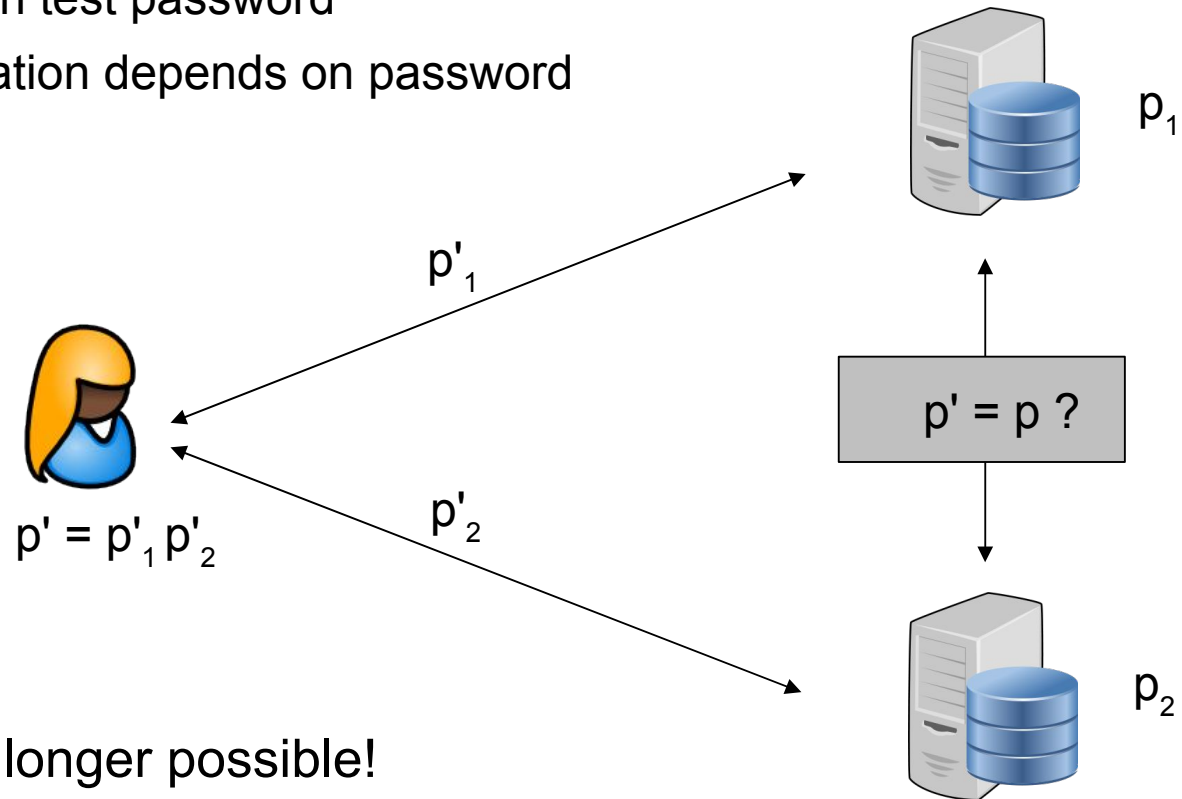 test password
ation depends on password
p₁
p'₁
p' = p ?
p'₂
p' = p'₁ p'₂
p₂
longer possible!